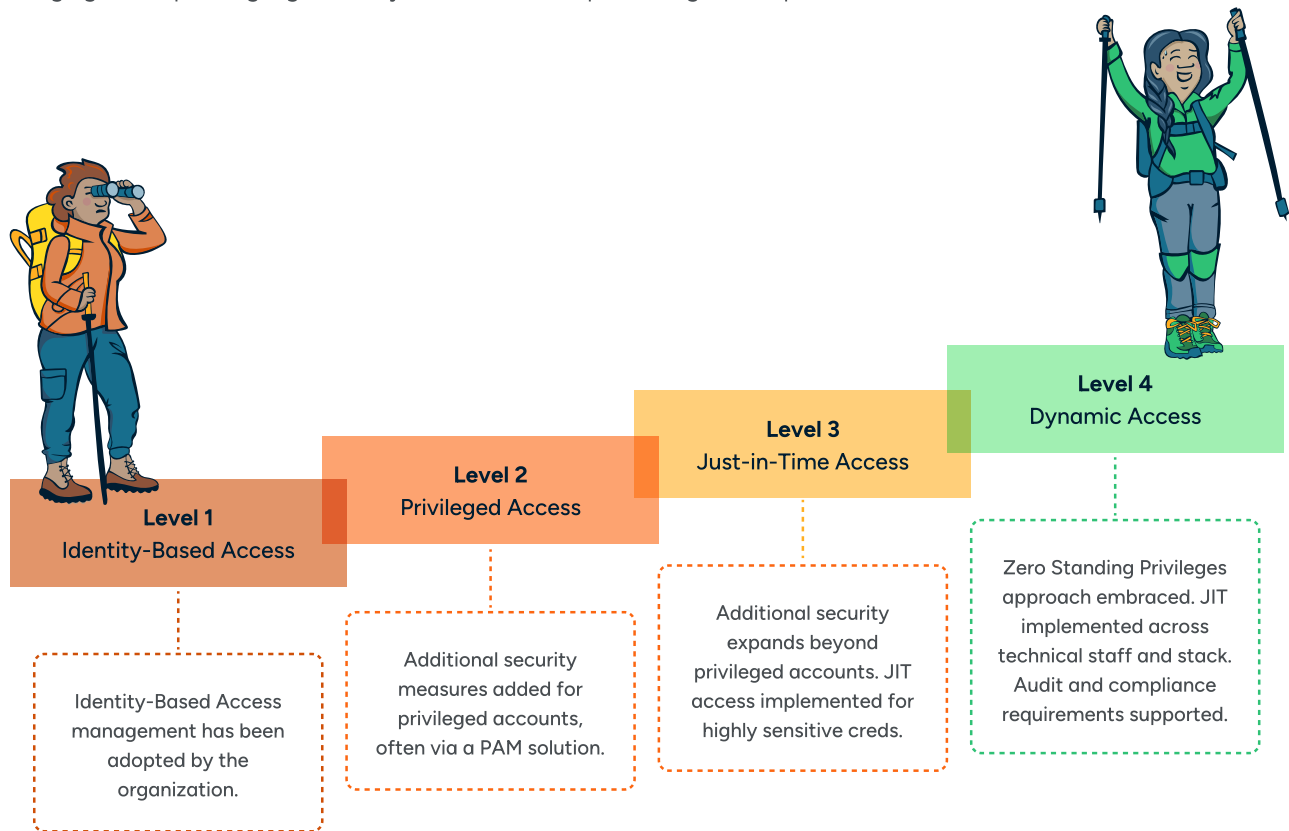 Level 1
Identity-Based Access
Identity-Based Access
management has been
adopted by the
organization.
Level 2
Privileged Access
Additional security
measures added for
privileged accounts,
often via a PAM solution.
Level 3
Just-in-Time Access
Additional security
expands beyond
privileged accounts. JIT
access implemented for
highly sensitive creds.
Level 4
Dynamic Access
Zero Standing Privileges
approach embraced. JIT
implemented across
technical staff and stack.
Audit and compliance
requirements supported.